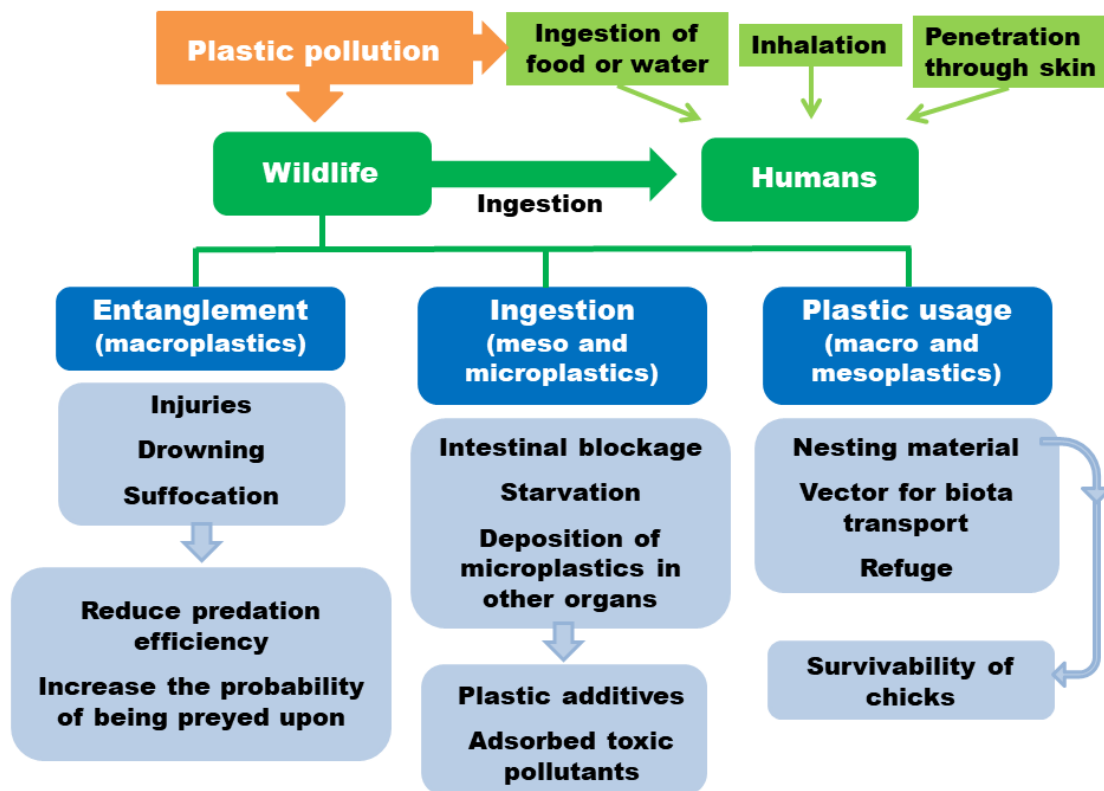 Plastic pollution
Ingestion of
food or water
Inhalation
Penetration
through skin
Wildlife
Ingestion
Humans
Entanglement
(macroplastics)
Injuries
Drowning
Suffocation
Reduce predation
efficiency
Increase the probability
of being preyed upon
Ingestion
(meso and
microplastics)
Intestinal blockage
Starvation
Deposition of
microplastics in
other organs
Plastic additives
Adsorbed toxic
pollutants
Plastic usage
(macro and
mesoplastics)
Nesting material
Vector for biota
transport
Refuge
Survivability of
chicks